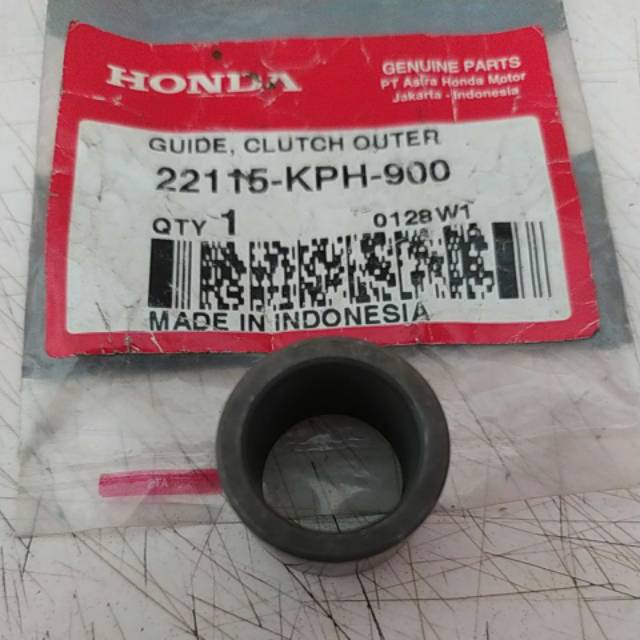 HONDA
GENUINE PARTS
PT Astra Honda Motor
Jakarta - Indonesia
GUIDE, CLUTCH OUTER
22115-KPH-900
QTY 1 0128W1
MADE IN INDONESIA